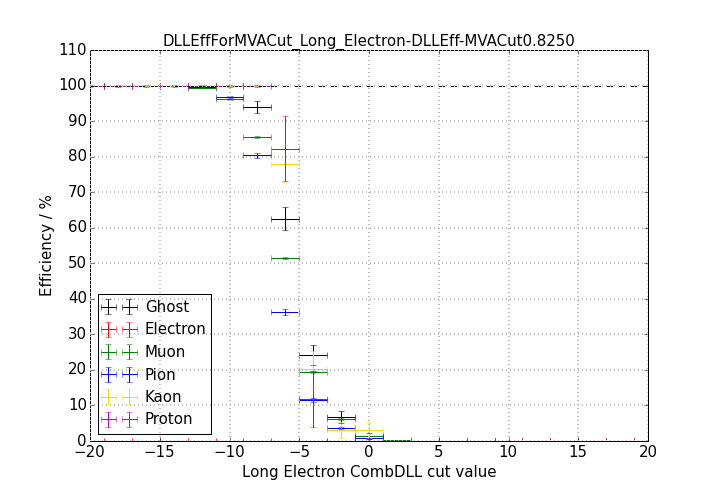 DLLEffForMVACut_Long_Electron-DLLEff-MVACut0.8250
110
100
90
80
70
60
50
40
30
20
10
0
Efficiency / %
Ghost
Electron
Muon
Pion
Kaon
Proton
−20 −15 −10 −5 0 5 10 15 20
Long Electron CombDLL cut value